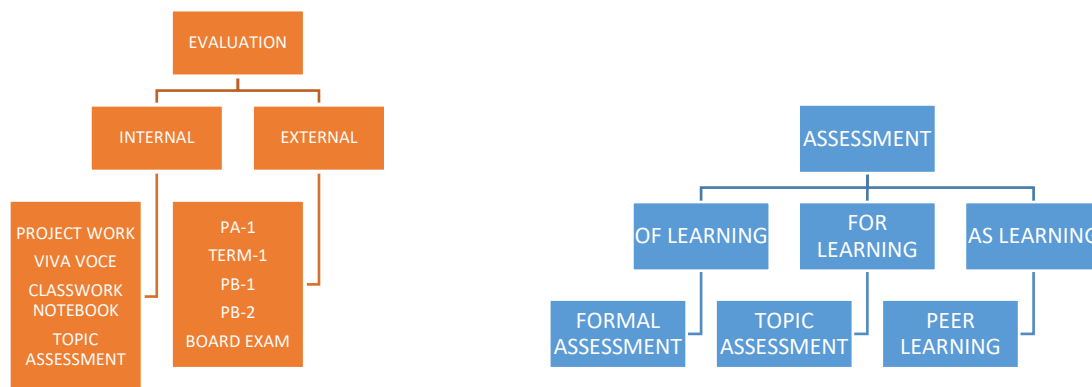 EVALUATION
INTERNAL
EXTERNAL
PROJECT WORK
VIVA VOCE
CLASSWORK
NOTEBOOK
TOPIC
ASSESSMENT
PA-1
TERM-1
PB-1
PB-2
BOARD EXAM
ASSESSMENT
OF LEARNING
FOR
LEARNING
AS LEARNING
FORMAL
ASSESSMENT
TOPIC
ASSESSMENT
PEER
LEARNING